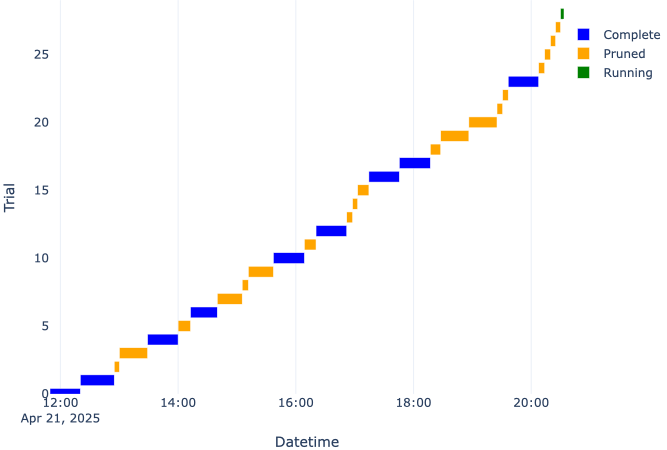 25
20
15
10
5
0
Trial
12:00
Apr 21, 2025
14:00
16:00
18:00
20:00
Datetime
Complete
Pruned
Running